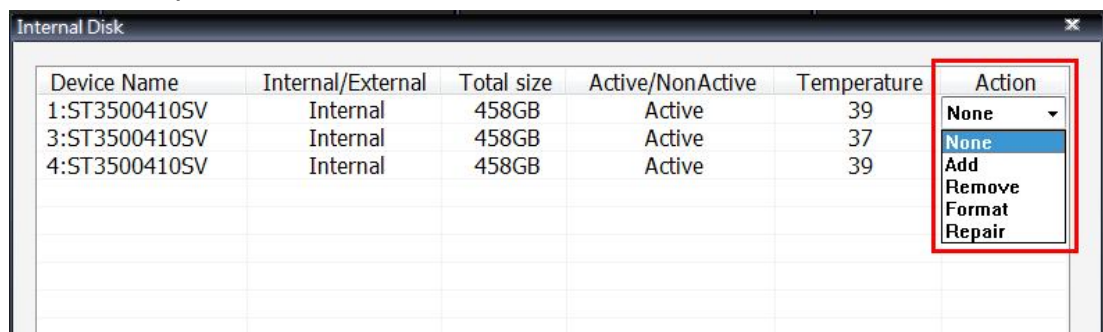 Internal Disk
Device Name Internal/External Total size Active/NonActive Temperature Action
1:ST3500410SV Internal 458GB Active 39 None
3:ST3500410SV Internal 458GB Active 37 None
4:ST3500410SV Internal 458GB Active 39 Add
Remove
Format
Repair